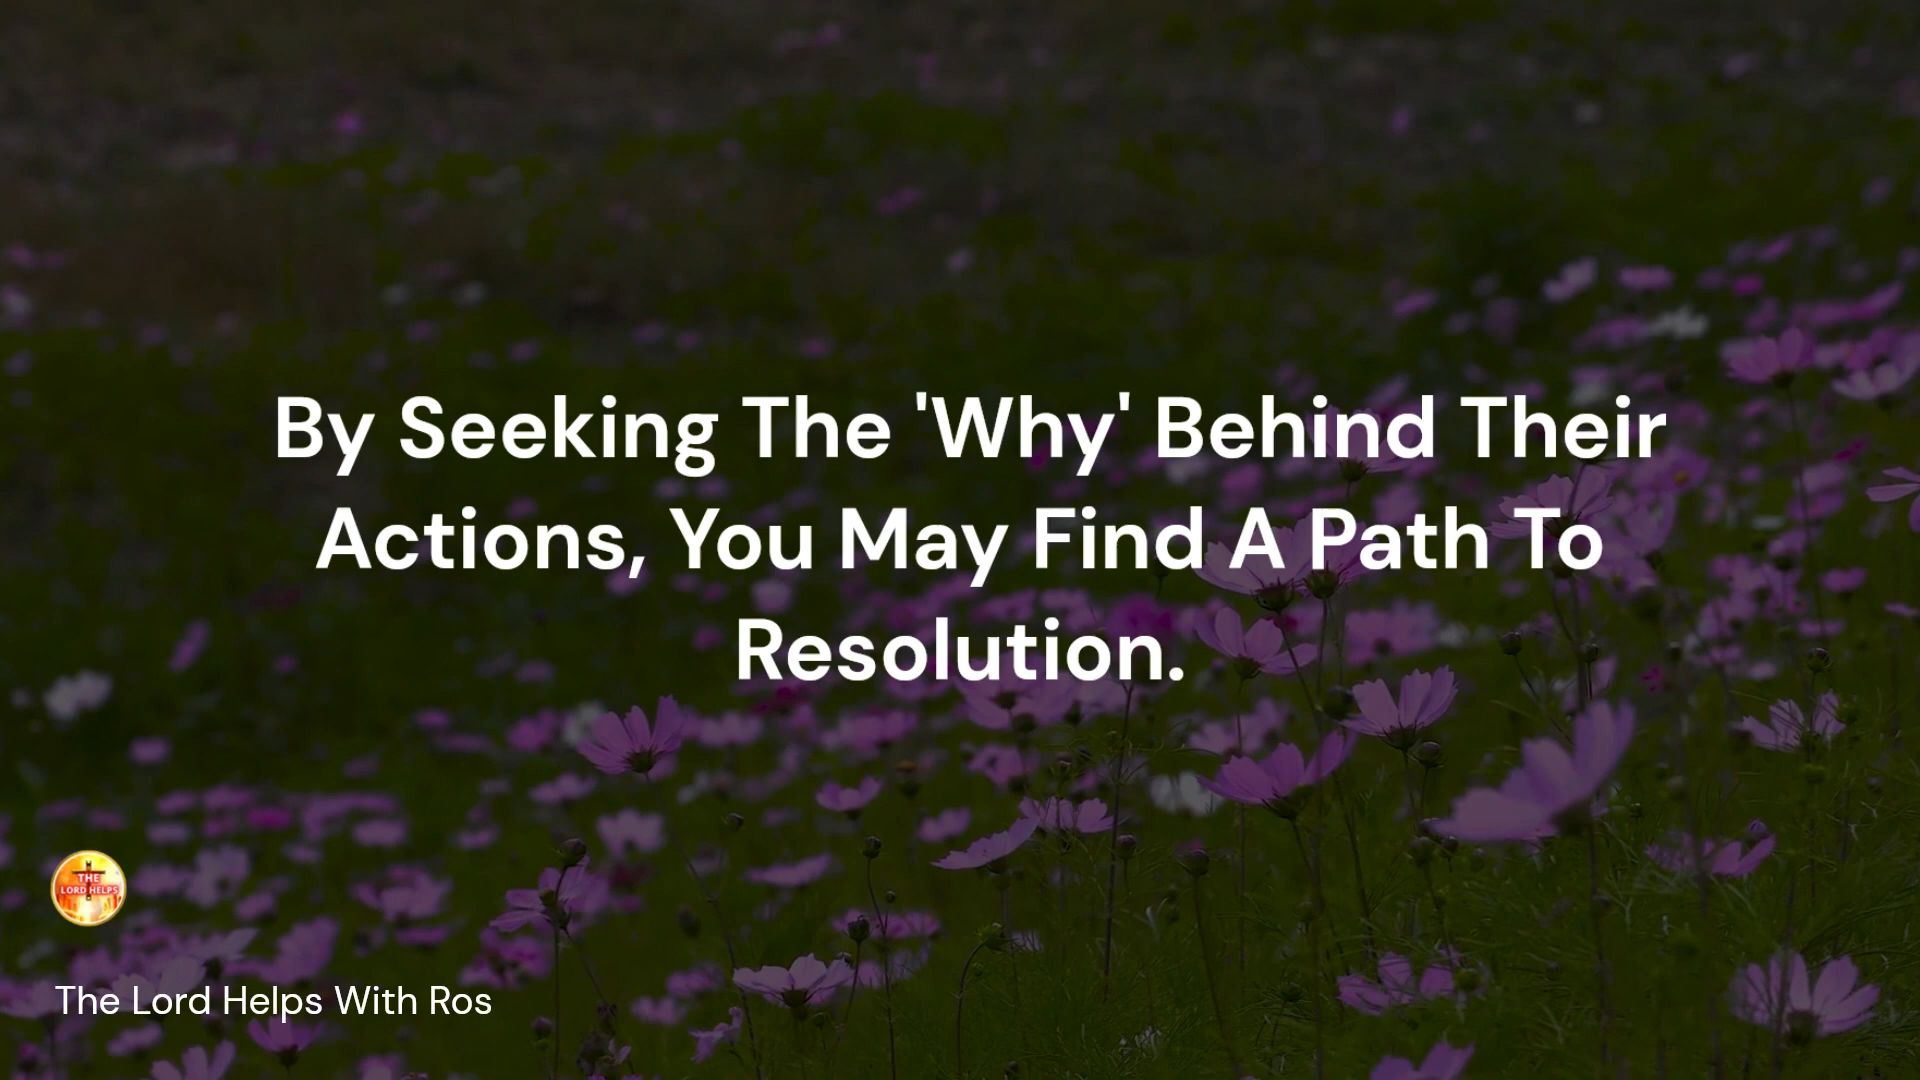 By Seeking The 'Why' Behind Their
Actions, You May Find A Path To
Resolution.
THE
LORD HELPS
The Lord Helps With Ros